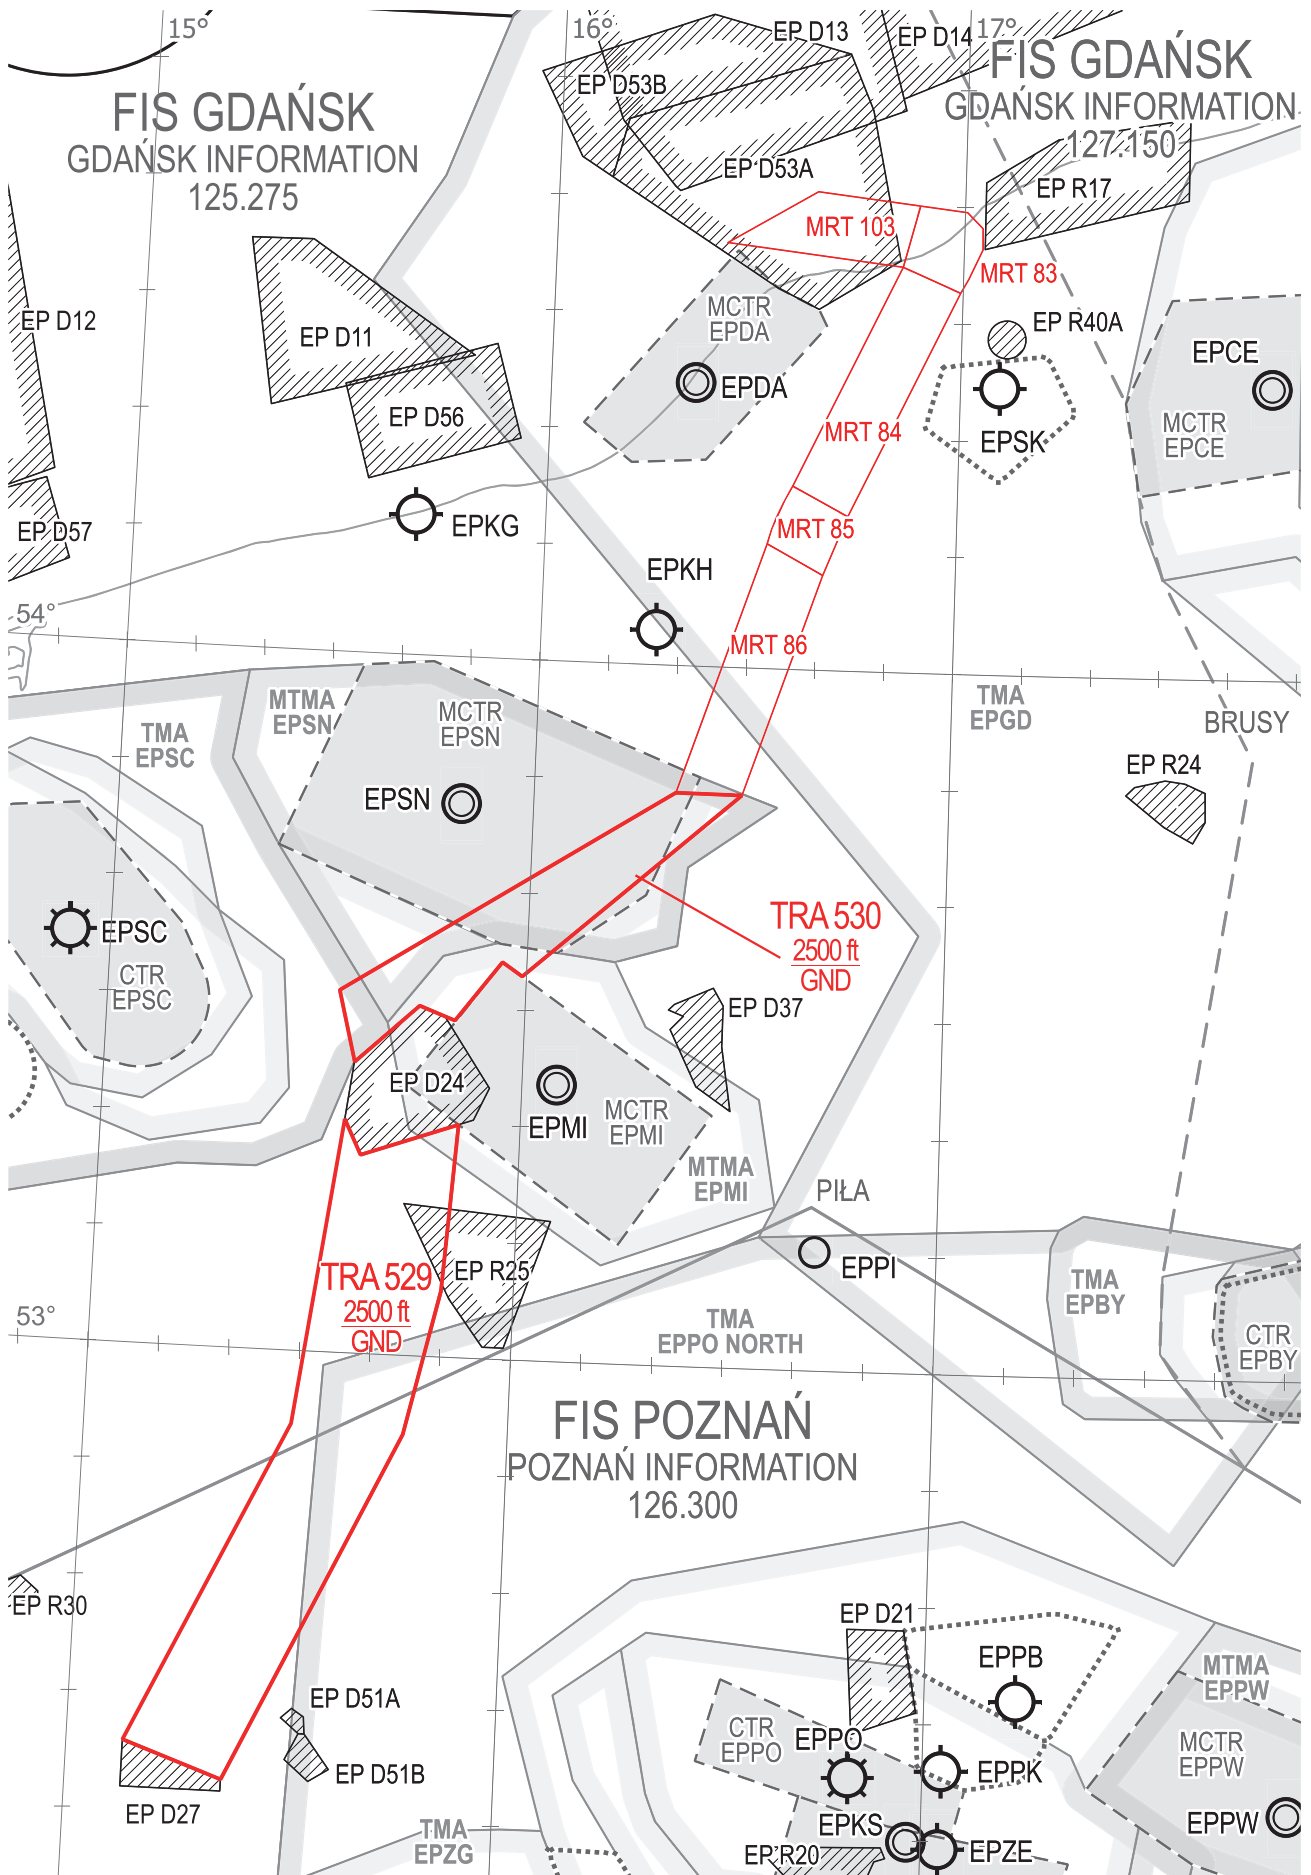 15°
16°
17°
EP D13
EP D14
FIS GDAŃSK
GDAŃSK INFORMATION
127.150
EP D53B
FIS GDAŃSK
GDAŃSK INFORMATION
125.275
EP D53A
EP R17
MRT 103
MRT 83
EP D12
EP D11
MCTR
EPDA
EP R40A
EPCE
EPDA
EP D56
MRT 84
EPSK
MCTR
EPCE
EP D57
EPKG
MRT 85
EPKH
54°
MRT 86
MTMA
EPSN
MCTR
EPSN
TMA
EPSC
TMA
EPGD
BRUSY
EP R24
EPSN
EPSC
TRA 530
2500 ft
GND
CTR
EPSC
EP D37
EP D24
EPMI
MCTR
EPMI
MTMA
EPMI
PIŁA
EPPI
TRA 529
2500 ft
GND
EP R25
TMA
EPBY
53°
TMA
EPPO NORTH
CTR
EPBY
FIS POZNAŃ
POZNAŃ INFORMATION
126.300
EP R30
EP D21
EPPB
MTMA
EPPW
EP D51A
CTR
EPPO
EPPO
MCTR
EPPW
EP D51B
EPPK
EP D27
EPKS
EPPW
TMA
EPZG
EP R20
EPZE